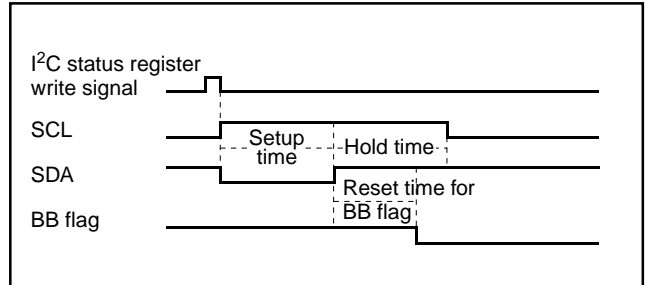 I²C status register
write signal
SCL
Setup
time
Hold time
SDA
Reset time for
BB flag
BB flag